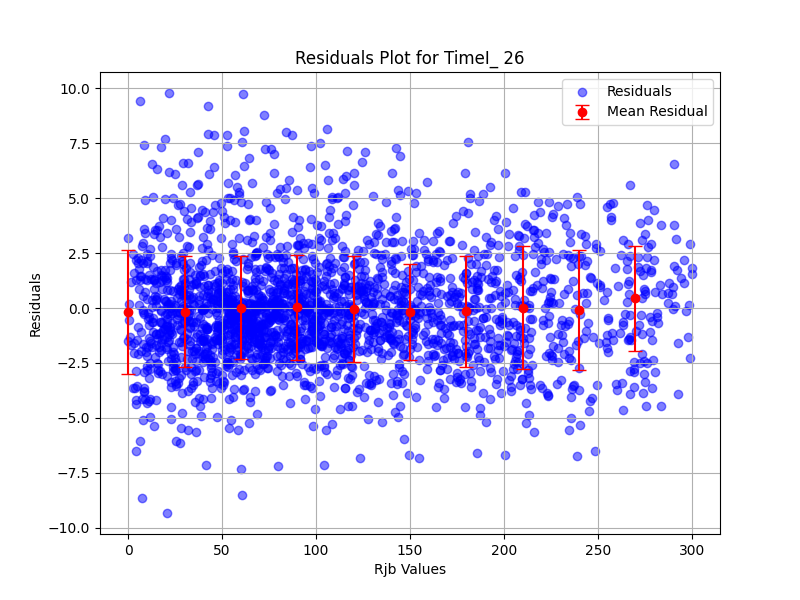 Residuals Plot for TimeI_ 26
Residuals
Mean Residual
10.0
7.5
5.0
2.5
0.0
−2.5
−5.0
−7.5
−10.0
Residuals
0 50 100 150 200 250 300
Rjb Values